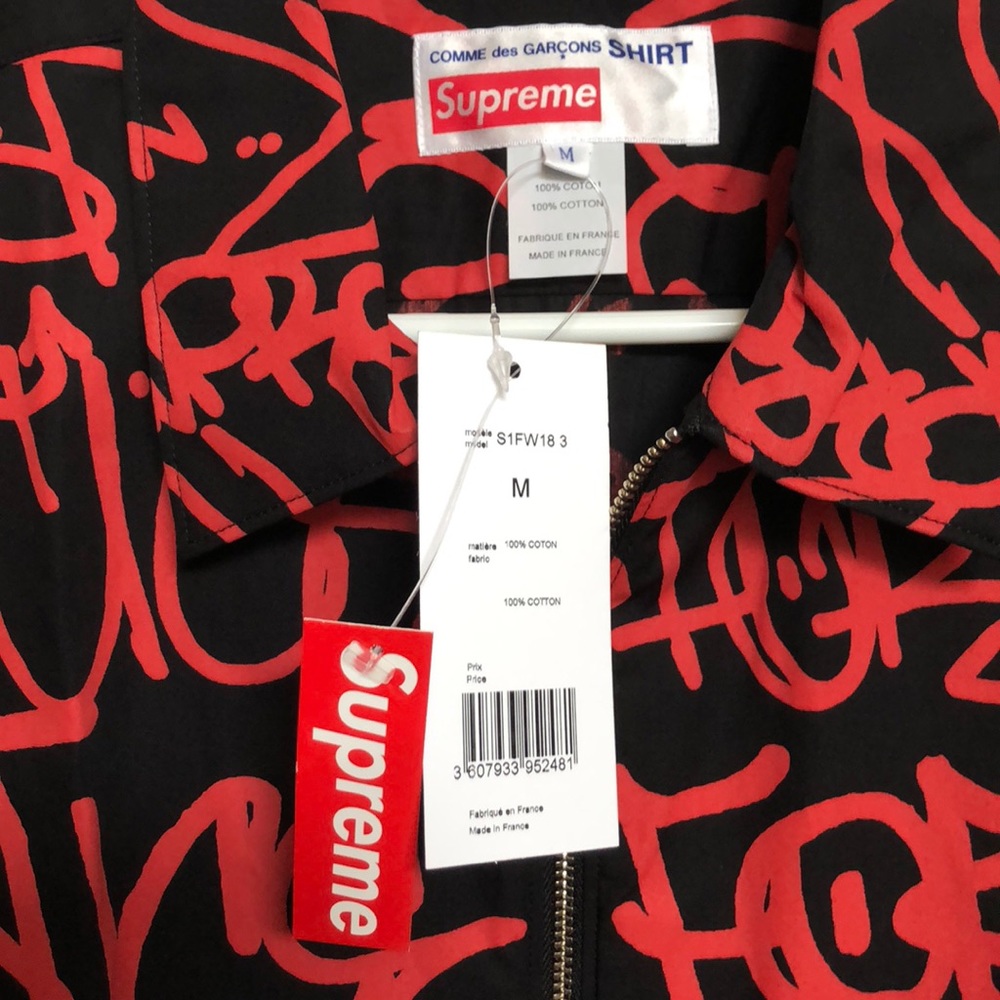 COMME des GARÇONS SHIRT
Supreme
M
100% COTON
100% COTTON
FABRIQUE EN FRANCE
MADE IN FRANCE
modèle
model
S1FW18 3
M
matière
fabric
100% COTON
100% COTTON
Prix
Price
3 607933 952481
Fabriqué en France
Made in France
Supreme